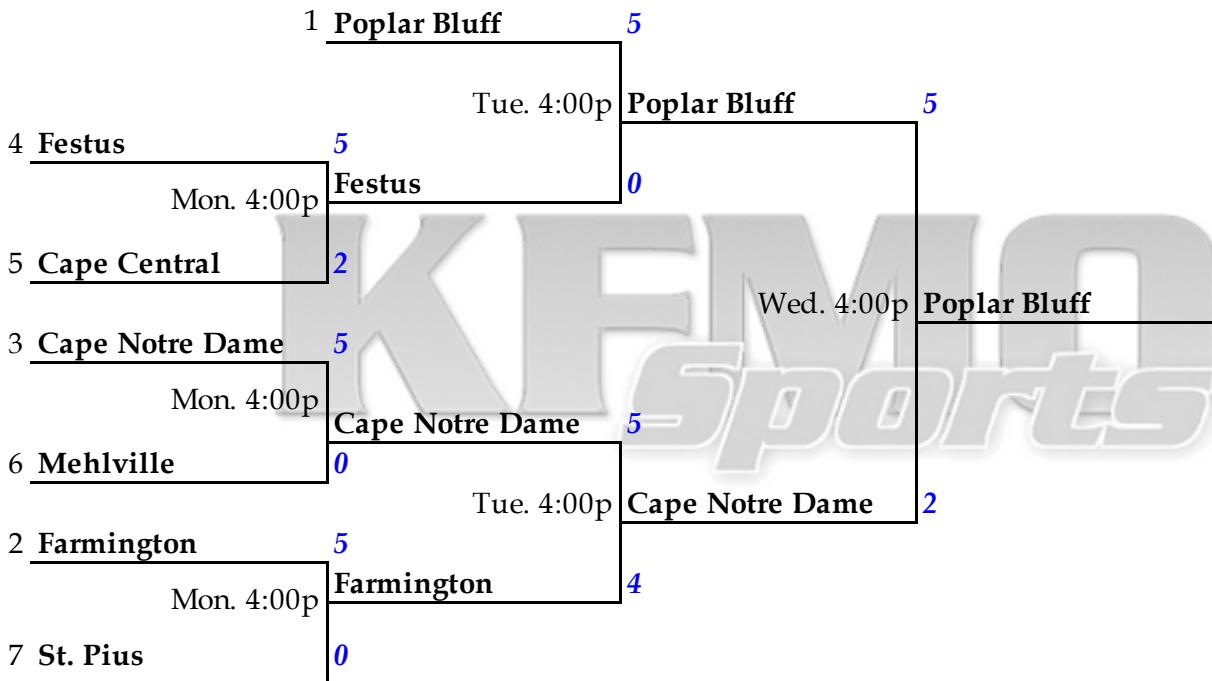 1 Poplar Bluff 5
Tue. 4:00p Poplar Bluff 5
4 Festus 5
Mon. 4:00p Festus 0
5 Cape Central 2
KFMO
Wed. 4:00p Poplar Bluff
3 Cape Notre Dame 5
Sports
Mon. 4:00p
Cape Notre Dame 5
6 Mehlville 0
Tue. 4:00p Cape Notre Dame 2
2 Farmington 5
Mon. 4:00p Farmington 4
7 St. Pius 0